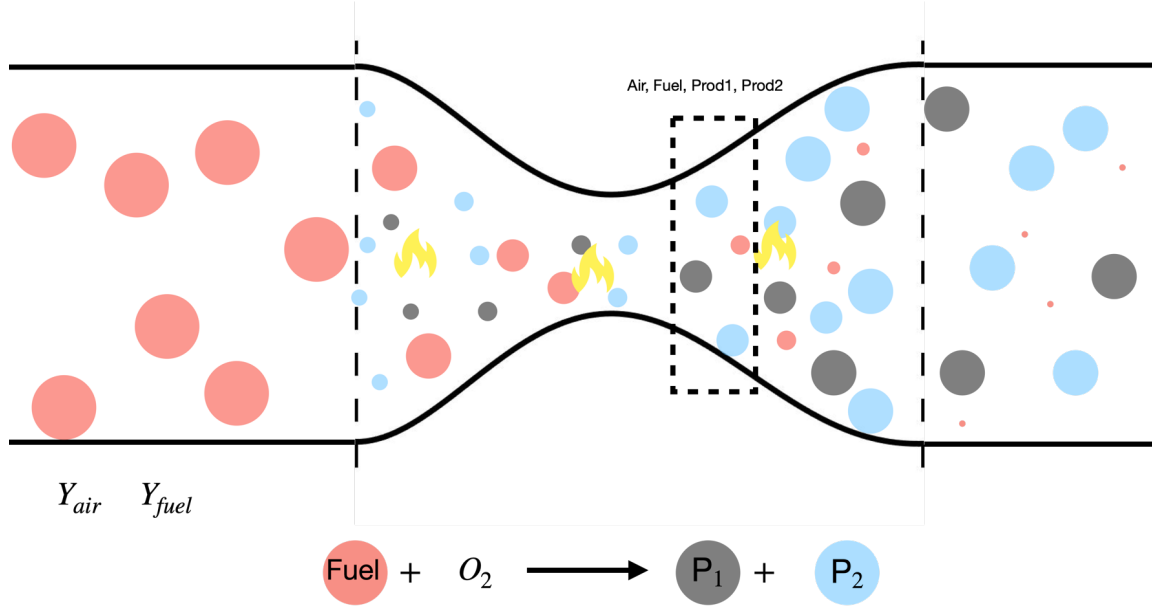 Air, Fuel, Prod1, Prod2
Y_air Y_fuel
Fuel + O₂ ⟶ P₁ + P₂